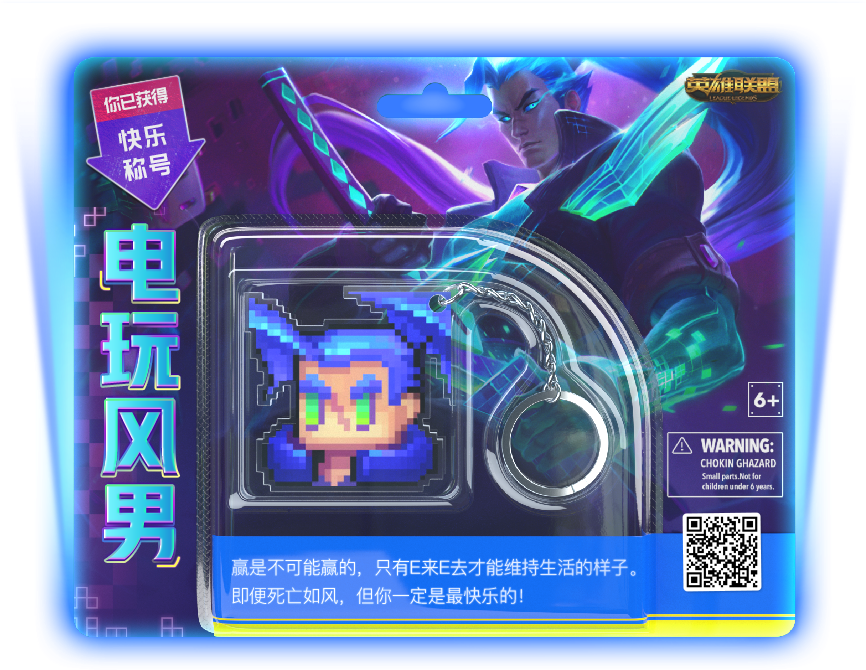 你已获得
快乐
称号
英雄联盟
LEAGUE LEGENDS
电玩风男
6+
WARNING:
CHOKIN GHAZARD
Small parts.Not for
children under 6 years.
赢是不可能赢的，只有E来E去才能维持生活的样子。
即便死亡如风，但你一定是最快乐的！